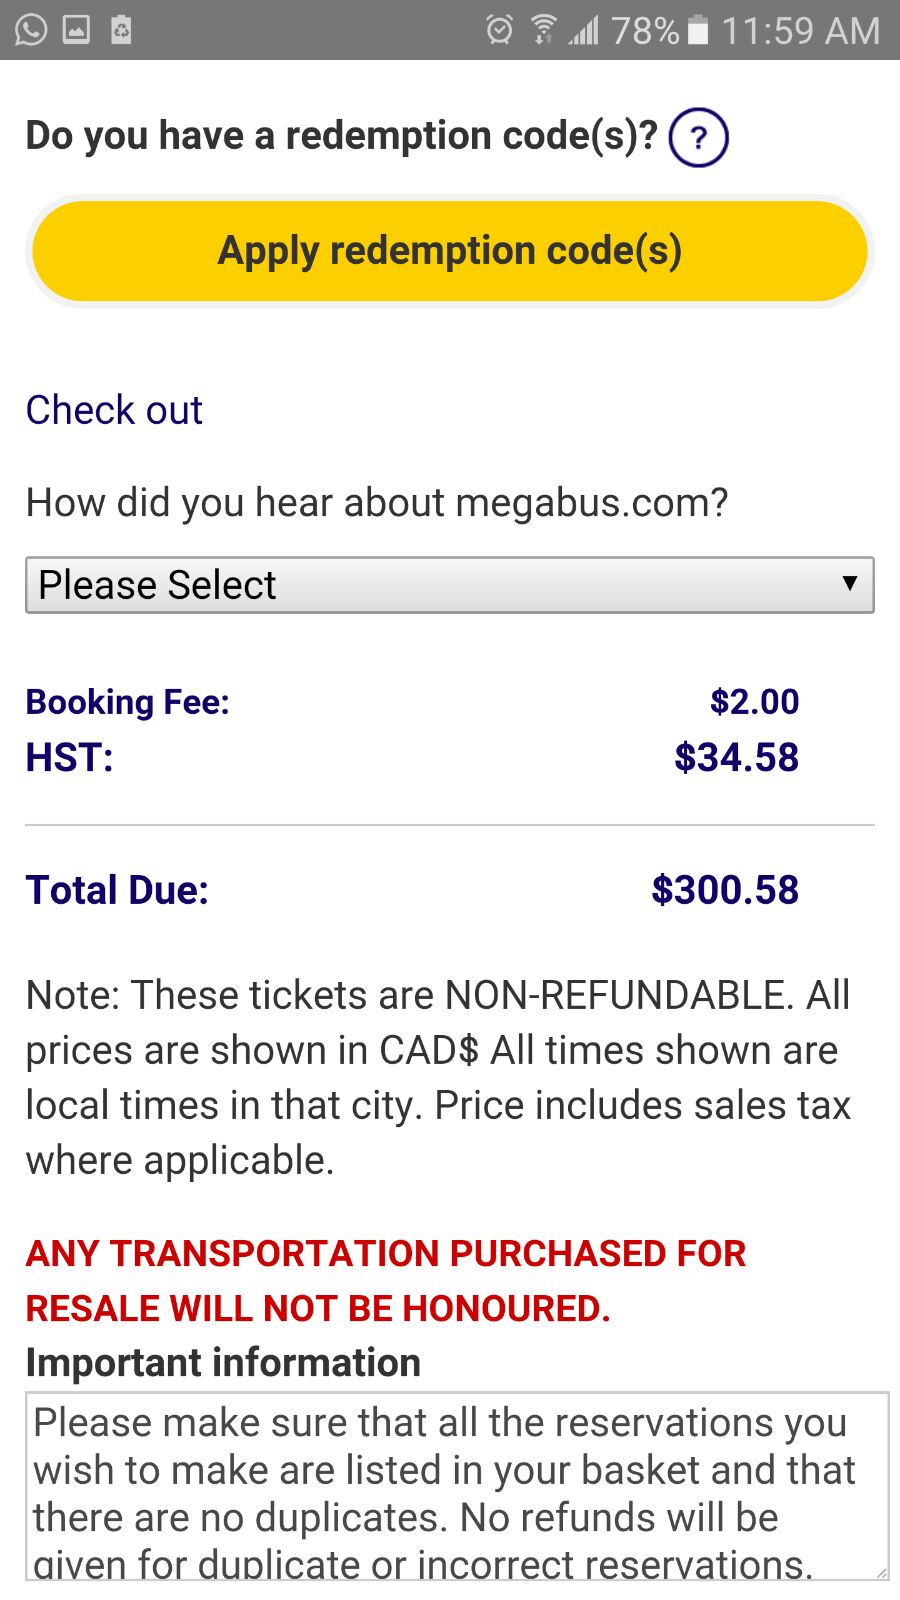 78% 11:59 AM
Do you have a redemption code(s)? ?
Apply redemption code(s)
Check out
How did you hear about megabus.com?
Please Select
Booking Fee: $2.00
HST: $34.58
Total Due: $300.58
Note: These tickets are NON-REFUNDABLE. All
prices are shown in CAD$ All times shown are
local times in that city. Price includes sales tax
where applicable.
ANY TRANSPORTATION PURCHASED FOR
RESALE WILL NOT BE HONOURED.
Important information
Please make sure that all the reservations you
wish to make are listed in your basket and that
there are no duplicates. No refunds will be
given for duplicate or incorrect reservations.